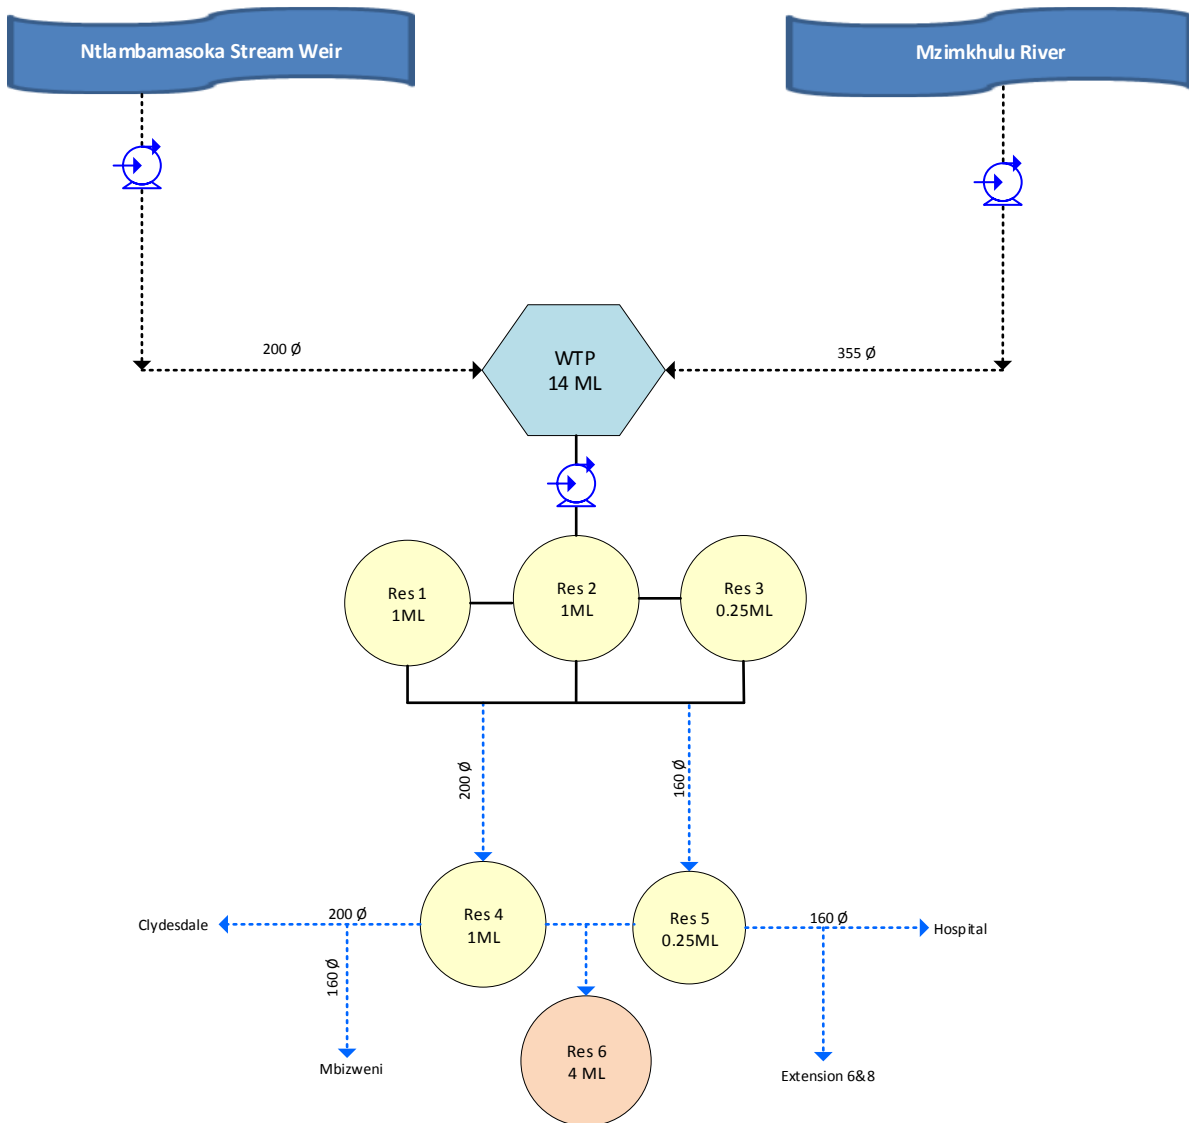 Ntlambamasoka Stream Weir
Mzimkhulu River
200 Ø
355 Ø
WTP
14 ML
Res 1
1ML
Res 2
1ML
Res 3
0.25ML
200 Ø
160 Ø
Res 4
1ML
Res 5
0.25ML
Clydesdale
200 Ø
160 Ø
Hospital
160 Ø
Mbizweni
Res 6
4 ML
Extension 6&8